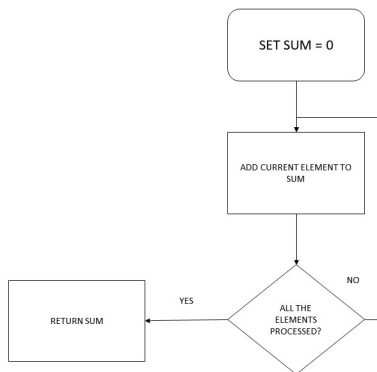 SET SUM = 0
ADD CURRENT ELEMENT TO
SUM
NO
YES
ALL THE
ELEMENTS
PROCESSED?
RETURN SUM